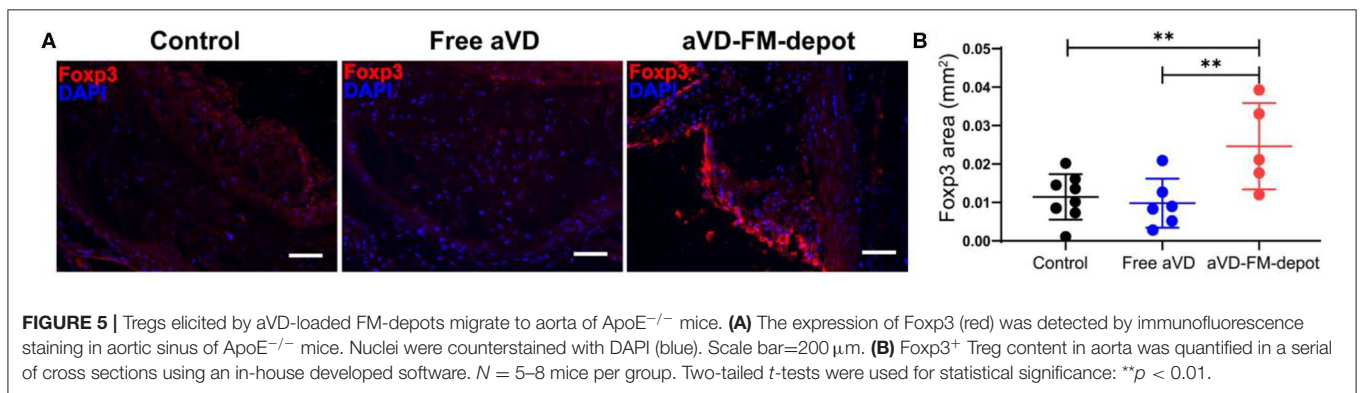 A
Control
Free aVD
aVD-FM-depot
Foxp3
DAPI
Foxp3
DAPI
Foxp3
DAPI
B
**
**
Foxp3 area (mm²)
0.05
0.04
0.03
0.02
0.01
0.00
Control
Free aVD
aVD-FM-depot
FIGURE 5 | Tregs elicited by aVD-loaded FM-depots migrate to aorta of ApoE−/− mice. (A) The expression of Foxp3 (red) was detected by immunofluorescence
staining in aortic sinus of ApoE−/− mice. Nuclei were counterstained with DAPI (blue). Scale bar=200 μm. (B) Foxp3+ Treg content in aorta was quantified in a serial
of cross sections using an in-house developed software. N = 5–8 mice per group. Two-tailed t-tests were used for statistical significance: **p < 0.01.